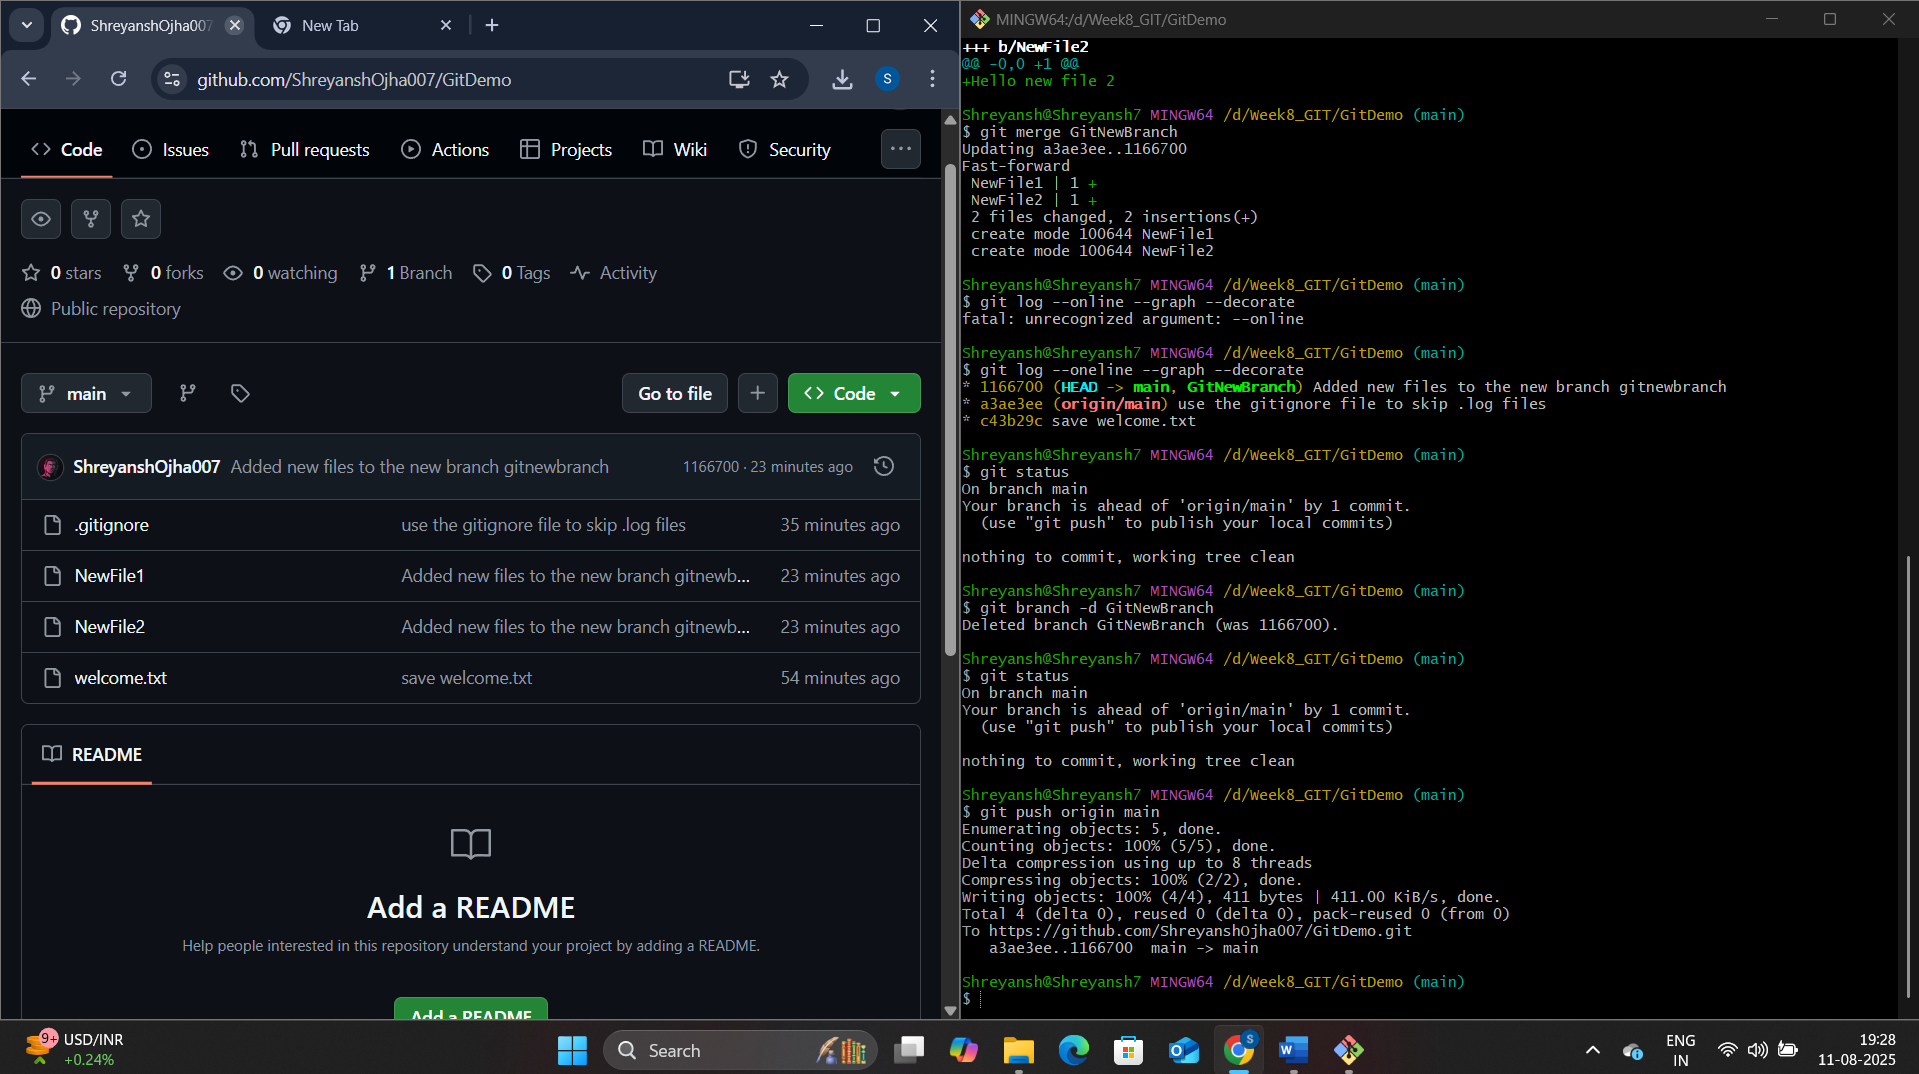 ShreyanshOjha007
New Tab
github.com/ShreyanshOjha007/GitDemo
S
Code
Issues
Pull requests
Actions
Projects
Wiki
Security
0 stars
0 forks
0 watching
1 Branch
0 Tags
Activity
Public repository
main
Go to file
Code
ShreyanshOjha007 Added new files to the new branch gitnewbranch 1166700 · 23 minutes ago
.gitignore use the gitignore file to skip .log files 35 minutes ago
NewFile1 Added new files to the new branch gitnewb... 23 minutes ago
NewFile2 Added new files to the new branch gitnewb... 23 minutes ago
welcome.txt save welcome.txt 54 minutes ago
README
Add a README
Help people interested in this repository understand your project by adding a README.
Add a README
MINGW64:/d/Week8_GIT/GitDemo
+++ b/NewFile2
@@ -0,0 +1 @@
+Hello new file 2
Shreyansh@Shreyansh7 MINGW64 /d/Week8_GIT/GitDemo (main)
$ git merge GitNewBranch
Updating a3ae3ee..1166700
Fast-forward
NewFile1 | 1 +
NewFile2 | 1 +
2 files changed, 2 insertions(+)
create mode 100644 NewFile1
create mode 100644 NewFile2
Shreyansh@Shreyansh7 MINGW64 /d/Week8_GIT/GitDemo (main)
$ git log --online --graph --decorate
fatal: unrecognized argument: --online
Shreyansh@Shreyansh7 MINGW64 /d/Week8_GIT/GitDemo (main)
$ git log --oneline --graph --decorate
* 1166700 (HEAD -> main, GitNewBranch) Added new files to the new branch gitnewbranch
* a3ae3ee (origin/main) use the gitignore file to skip .log files
* c43b29c save welcome.txt
Shreyansh@Shreyansh7 MINGW64 /d/Week8_GIT/GitDemo (main)
$ git status
On branch main
Your branch is ahead of 'origin/main' by 1 commit.
(use "git push" to publish your local commits)
nothing to commit, working tree clean
Shreyansh@Shreyansh7 MINGW64 /d/Week8_GIT/GitDemo (main)
$ git branch -d GitNewBranch
Deleted branch GitNewBranch (was 1166700).
Shreyansh@Shreyansh7 MINGW64 /d/Week8_GIT/GitDemo (main)
$ git status
On branch main
Your branch is ahead of 'origin/main' by 1 commit.
(use "git push" to publish your local commits)
nothing to commit, working tree clean
Shreyansh@Shreyansh7 MINGW64 /d/Week8_GIT/GitDemo (main)
$ git push origin main
Enumerating objects: 5, done.
Counting objects: 100% (5/5), done.
Delta compression using up to 8 threads
Compressing objects: 100% (2/2), done.
Writing objects: 100% (4/4), 411 bytes | 411.00 KiB/s, done.
Total 4 (delta 0), reused 0 (delta 0), pack-reused 0 (from 0)
To https://github.com/ShreyanshOjha007/GitDemo.git
a3ae3ee..1166700 main -> main
Shreyansh@Shreyansh7 MINGW64 /d/Week8_GIT/GitDemo (main)
$
9+
USD/INR
+0.24%
Search
S
W
ENG
IN
19:28
11-08-2025